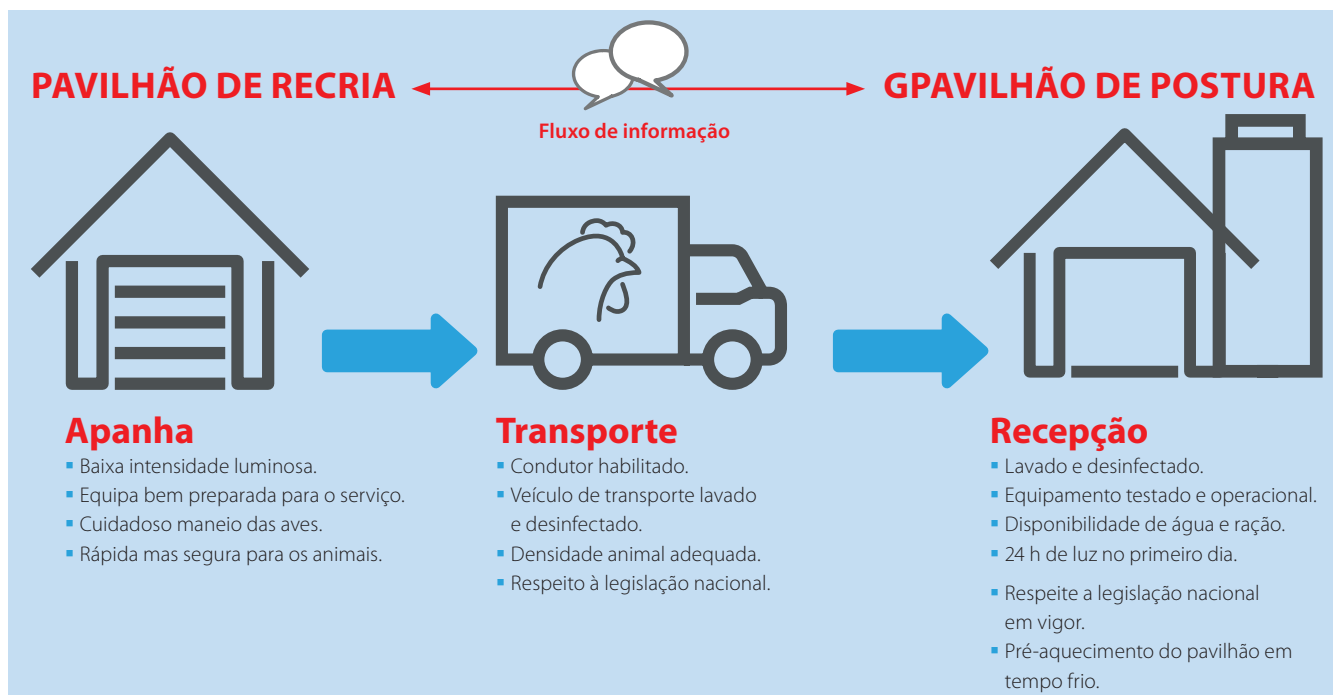 PAVILHÃO DE RECRIA
GPAVILHÃO DE POSTURA
Fluxo de informação
Apanha
▪ Baixa intensidade luminosa.
▪ Equipa bem preparada para o serviço.
▪ Cuidadoso maneio das aves.
▪ Rápida mas segura para os animais.
Transporte
▪ Condutor habilitado.
▪ Veículo de transporte lavado
e desinfectado.
▪ Densidade animal adequada.
▪ Respeito à legislação nacional.
Recepção
▪ Lavado e desinfectado.
▪ Equipamento testado e operacional.
▪ Disponibilidade de água e ração.
▪ 24 h de luz no primeiro dia.
▪ Respeite a legislação nacional
em vigor.
▪ Pré-aquecimento do pavilhão em
tempo frio.